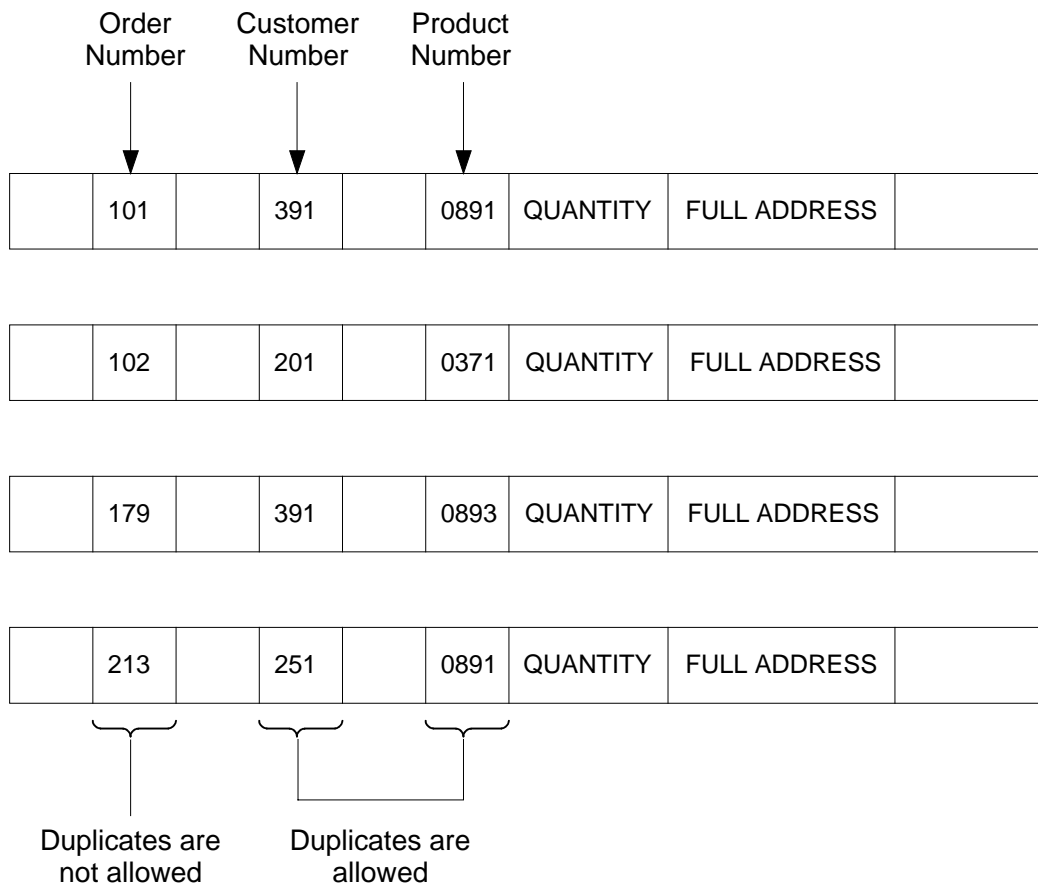 Order Number
Customer Number
Product Number
101 391 0891 QUANTITY FULL ADDRESS
102 201 0371 QUANTITY FULL ADDRESS
179 391 0893 QUANTITY FULL ADDRESS
213 251 0891 QUANTITY FULL ADDRESS
Duplicates are
not allowed
Duplicates are
allowed